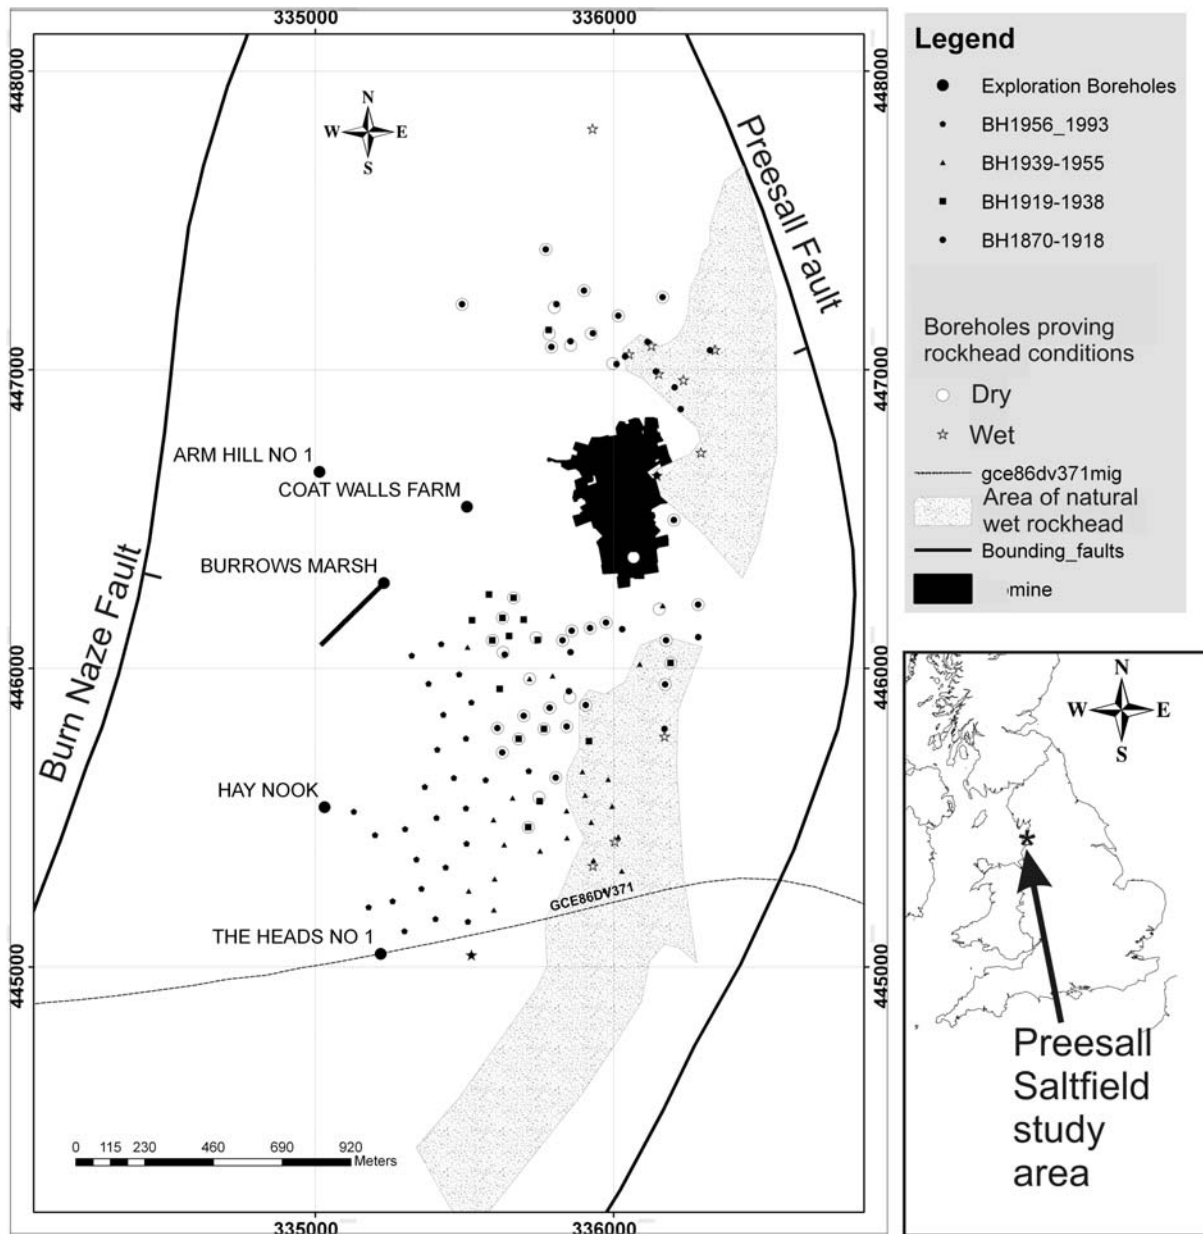 335000
336000
448000
448000
N
W E
S
Preesall Fault
447000
447000
ARM HILL NO 1
COAT WALLS FARM
BURROWS MARSH
Burn Naze Fault
446000
446000
HAY NOOK
GCE86DV371
THE HEADS NO 1
445000
445000
0 115 230 460 690 920
Meters
335000
336000
Legend
Exploration Boreholes
BH1956_1993
BH1939-1955
BH1919-1938
BH1870-1918
Boreholes proving
rockhead conditions
Dry
Wet
gce86dv371mig
Area of natural
wet rockhead
Bounding_faults
mine
N
W E
S
Preesall
Saltfield
study
area